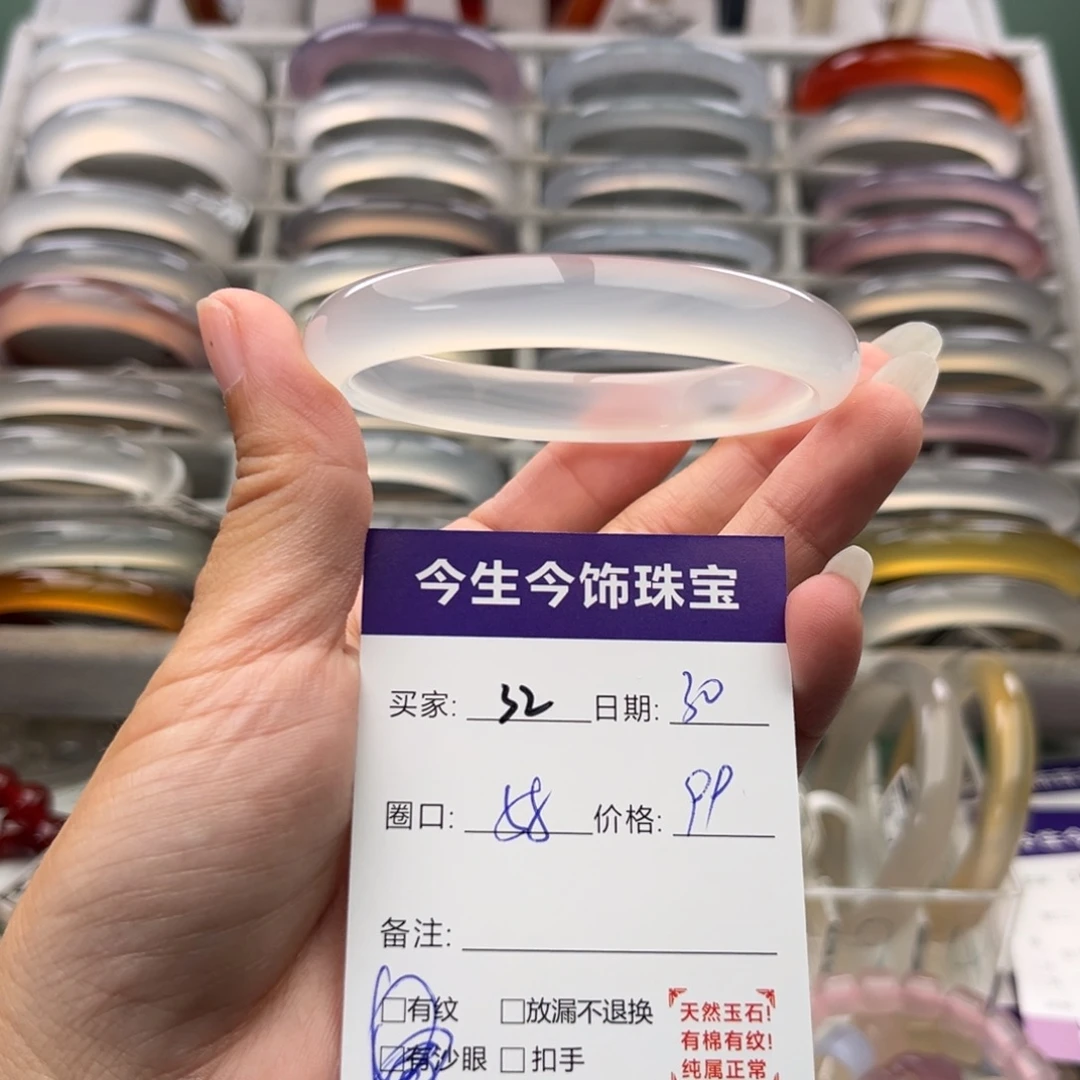 今生今饰珠宝
买家: 32 日期: 30
圈口: 58 价格: 99
备注:
有纹 放漏不退换
有沙眼 扣手
天然玉石!
有棉有纹!
纯属正常